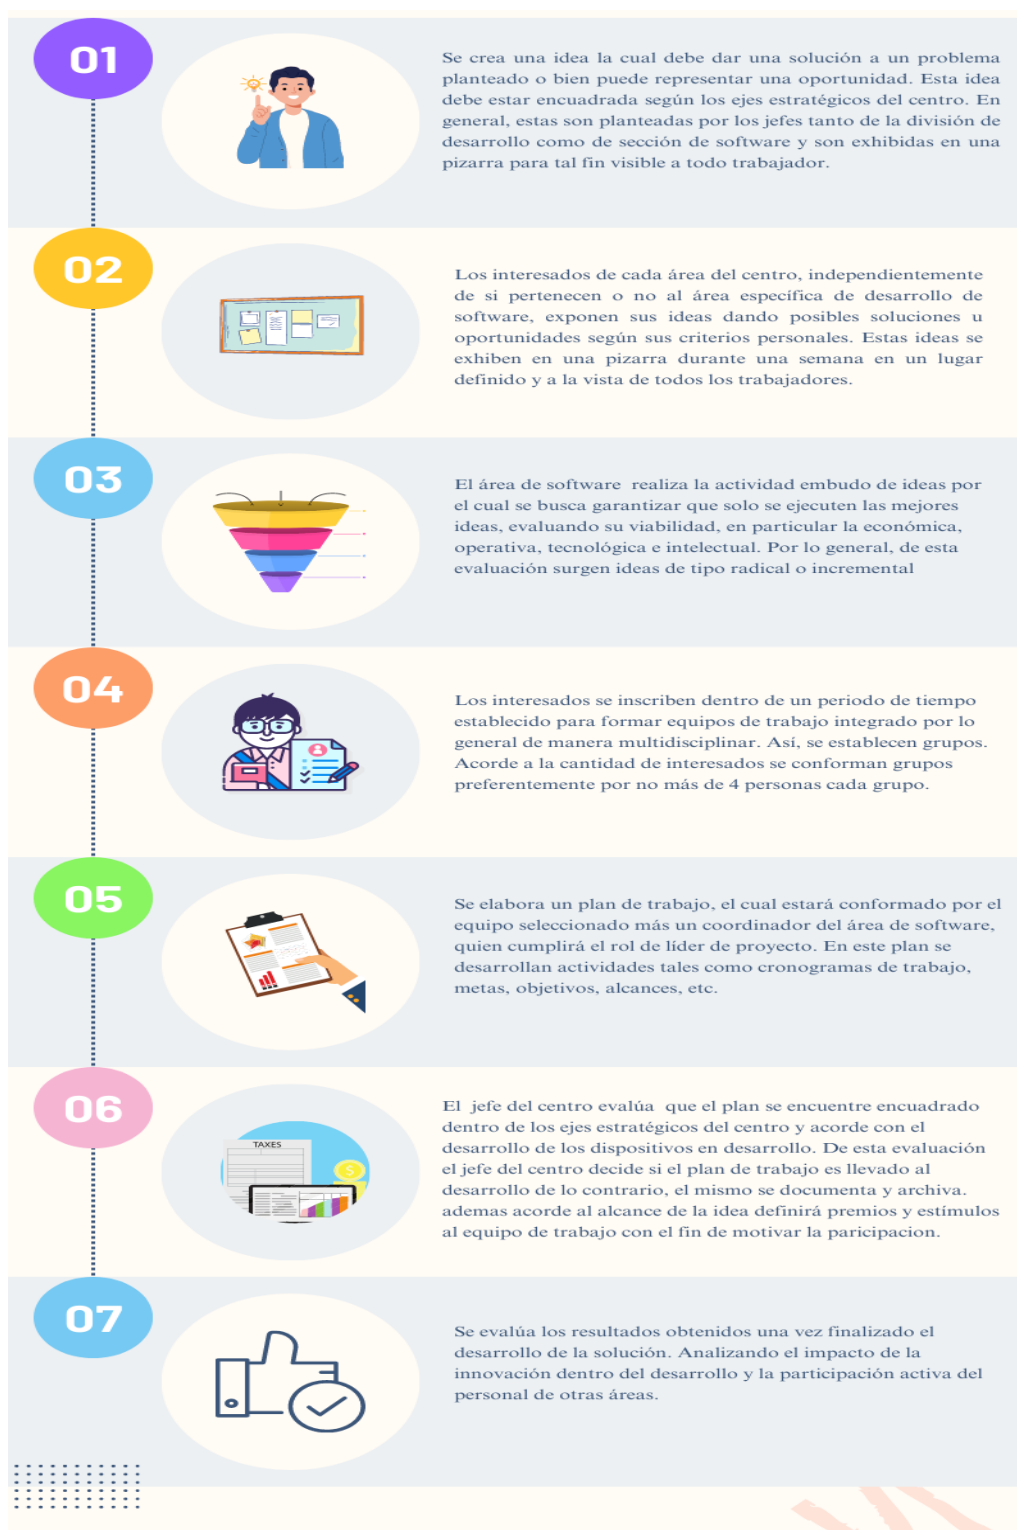 01
Se crea una idea la cual debe dar una solución a un problema
planteado o bien puede representar una oportunidad. Esta idea
debe estar encuadrada según los ejes estratégicos del centro. En
general, estas son planteadas por los jefes tanto de la división de
desarrollo como de sección de software y son exhibidas en una
pizarra para tal fin visible a todo trabajador.
02
Los interesados de cada área del centro, independientemente
de si pertenecen o no al área específica de desarrollo de
software, exponen sus ideas dando posibles soluciones u
oportunidades según sus criterios personales. Estas ideas se
exhiben en una pizarra durante una semana en un lugar
definido y a la vista de todos los trabajadores.
03
El área de software realiza la actividad embudo de ideas por
el cual se busca garantizar que solo se ejecuten las mejores
ideas, evaluando su viabilidad, en particular la económica,
operativa, tecnológica e intelectual. Por lo general, de esta
evaluación surgen ideas de tipo radical o incremental
04
Los interesados se inscriben dentro de un periodo de tiempo
establecido para formar equipos de trabajo integrado por lo
general de manera multidisciplinar. Así, se establecen grupos.
Acorde a la cantidad de interesados se conforman grupos
preferentemente por no más de 4 personas cada grupo.
05
Se elabora un plan de trabajo, el cual estará conformado por el
equipo seleccionado más un coordinador del área de software,
quien cumplirá el rol de líder de proyecto. En este plan se
desarrollan actividades tales como cronogramas de trabajo,
metas, objetivos, alcances, etc.
06
TAXES
El jefe del centro evalúa que el plan se encuentre encuadrado
dentro de los ejes estratégicos del centro y acorde con el
desarrollo de los dispositivos en desarrollo. De esta evaluación
el jefe del centro decide si el plan de trabajo es llevado al
desarrollo de lo contrario, el mismo se documenta y archiva.
ademas acorde al alcance de la idea definirá premios y estímulos
al equipo de trabajo con el fin de motivar la paricipacion.
07
Se evalúa los resultados obtenidos una vez finalizado el
desarrollo de la solución. Analizando el impacto de la
innovación dentro del desarrollo y la participación activa del
personal de otras áreas.